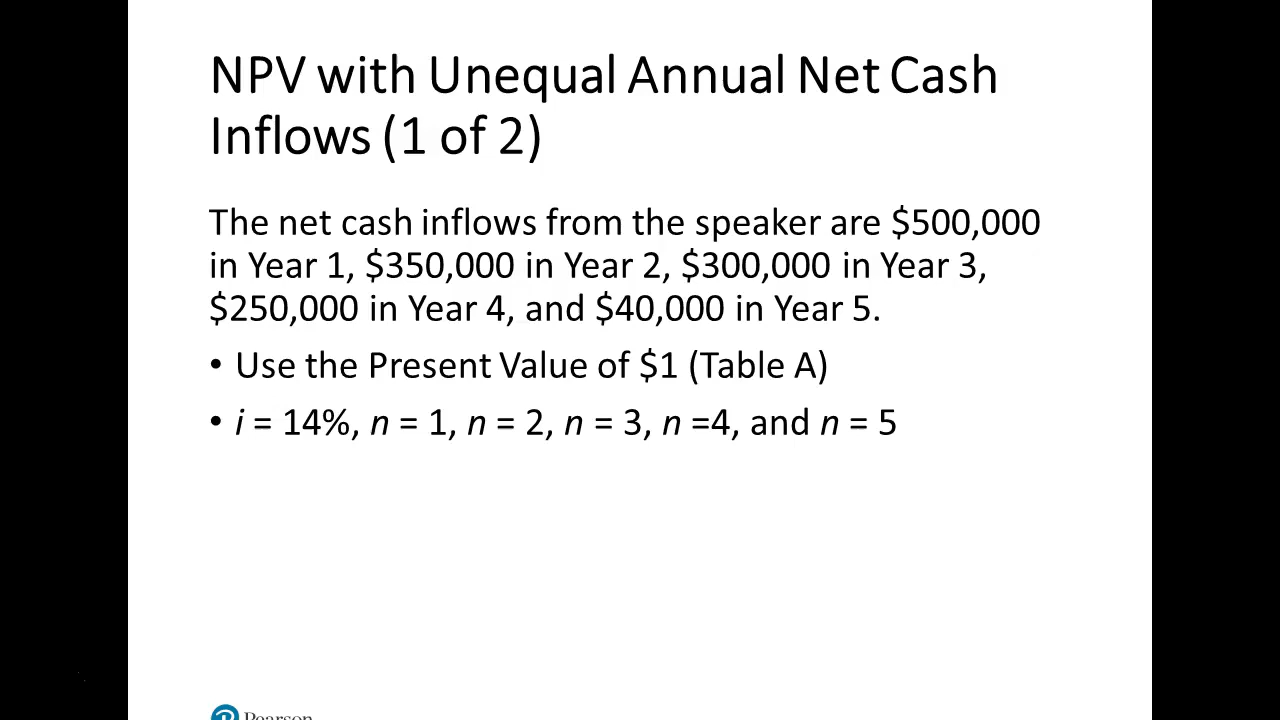 NPV with Unequal Annual Net Cash
Inflows (1 of 2)
The net cash inflows from the speaker are $500,000
in Year 1, $350,000 in Year 2, $300,000 in Year 3,
$250,000 in Year 4, and $40,000 in Year 5.
• Use the Present Value of $1 (Table A)
• i = 14%, n = 1, n = 2, n = 3, n =4, and n = 5
Pearson